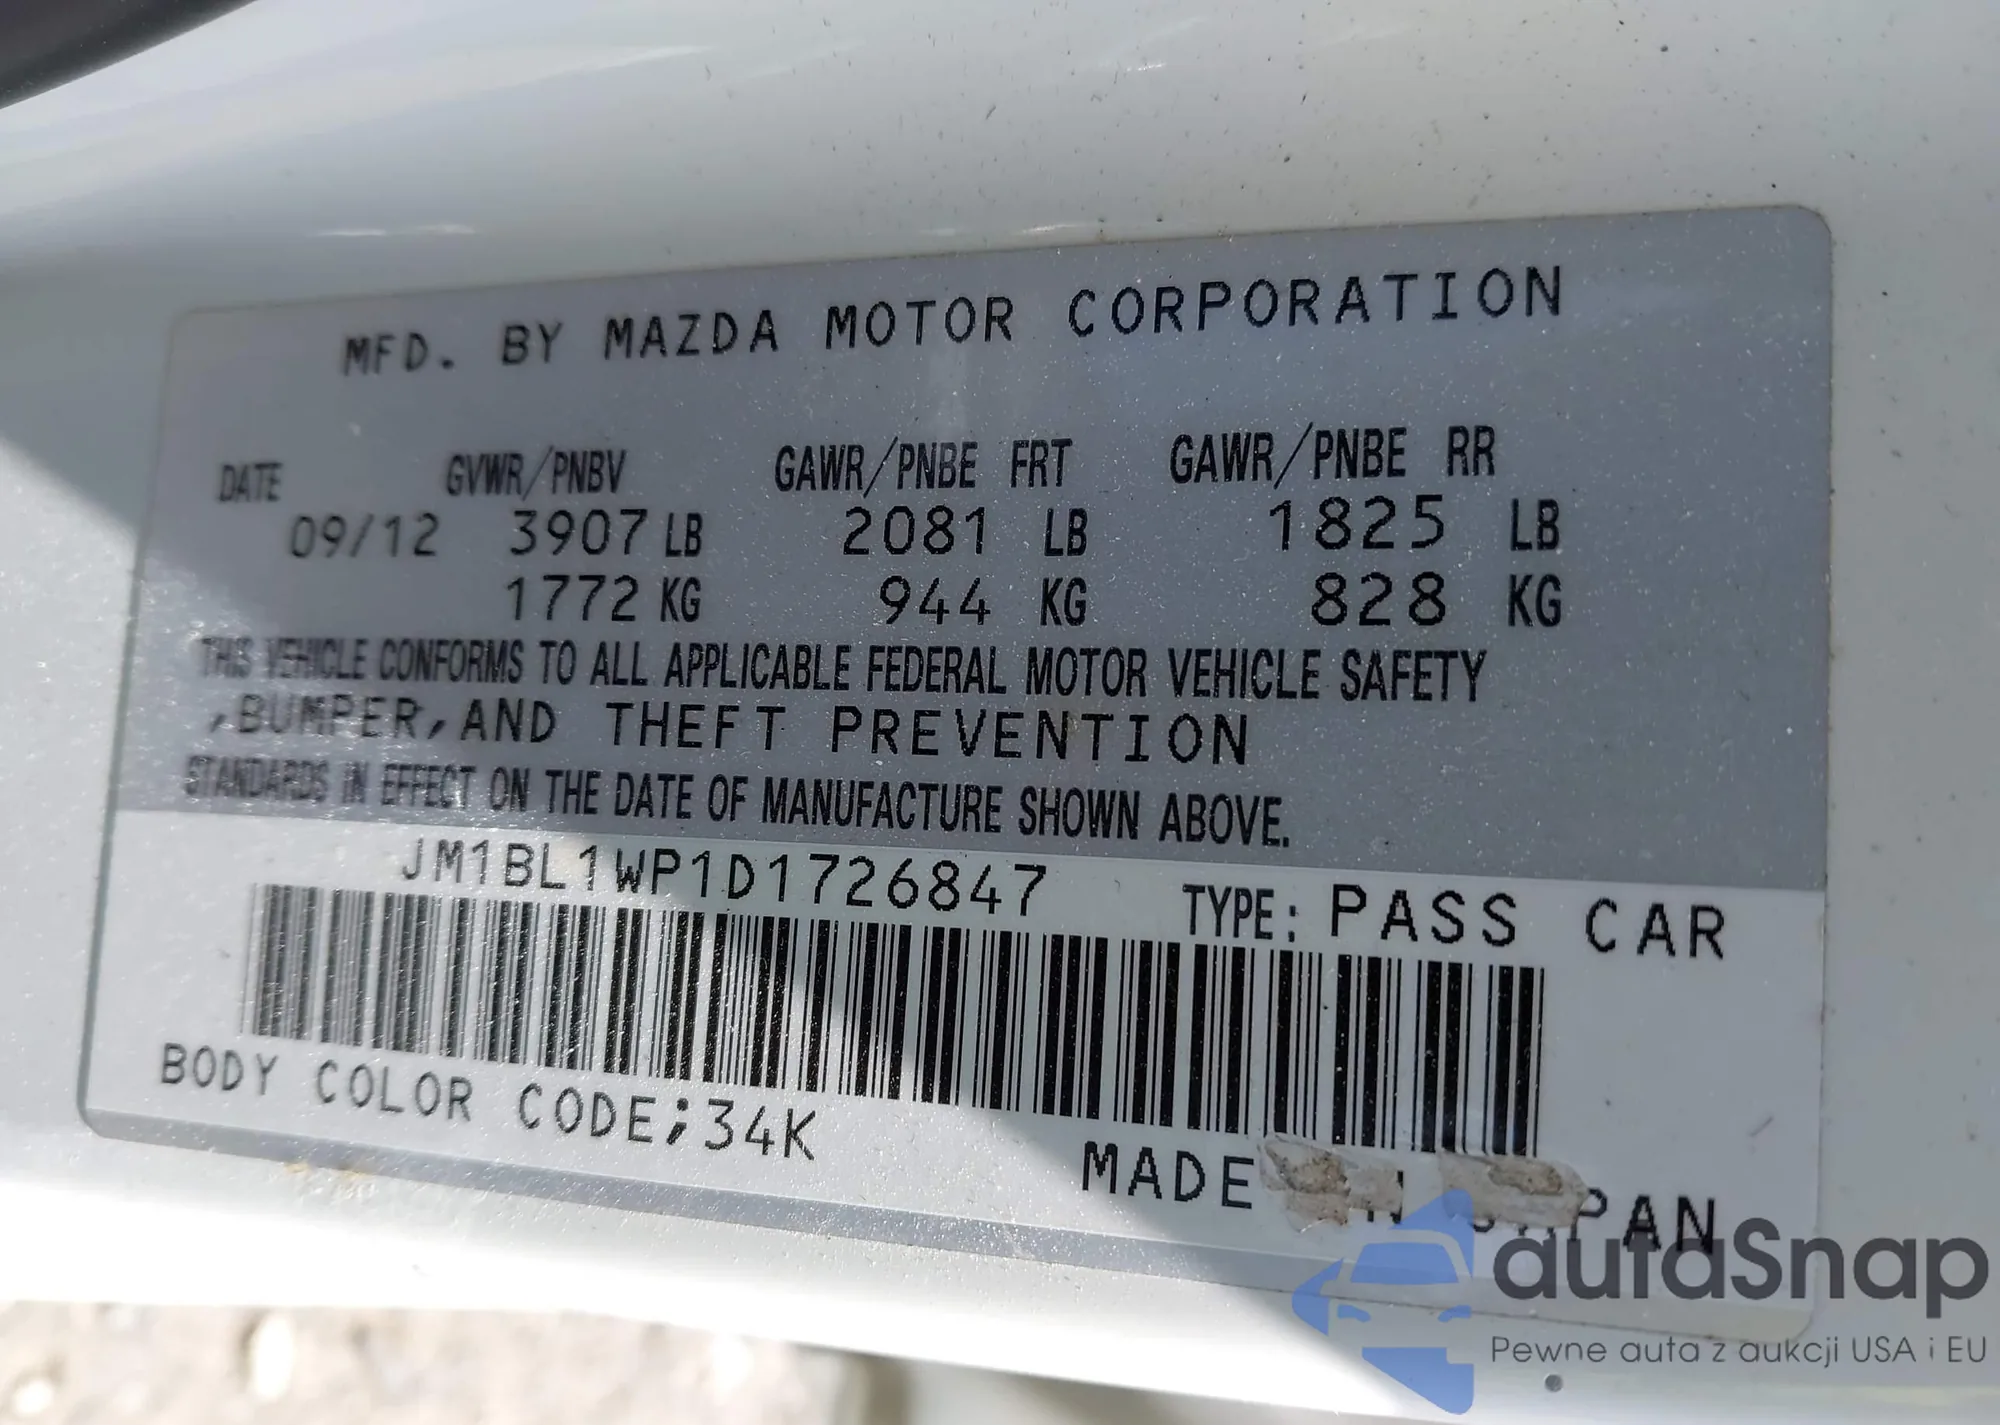 MFD. BY MAZDA MOTOR CORPORATION
DATE GVWR/PNBV GAWR/PNBE FRT GAWR/PNBE RR
09/12 3907 LB 2081 LB 1825 LB
1772 KG 944 KG 828 KG
THIS VEHICLE CONFORMS TO ALL APPLICABLE FEDERAL MOTOR VEHICLE SAFETY
,BUMPER,AND THEFT PREVENTION
STANDARDS IN EFFECT ON THE DATE OF MANUFACTURE SHOWN ABOVE.
JM1BL1WP1D1726847 TYPE: PASS CAR
BODY COLOR CODE;34K
MADE IN JAPAN
autaSnap
Pewne auta z aukcji USA i EU